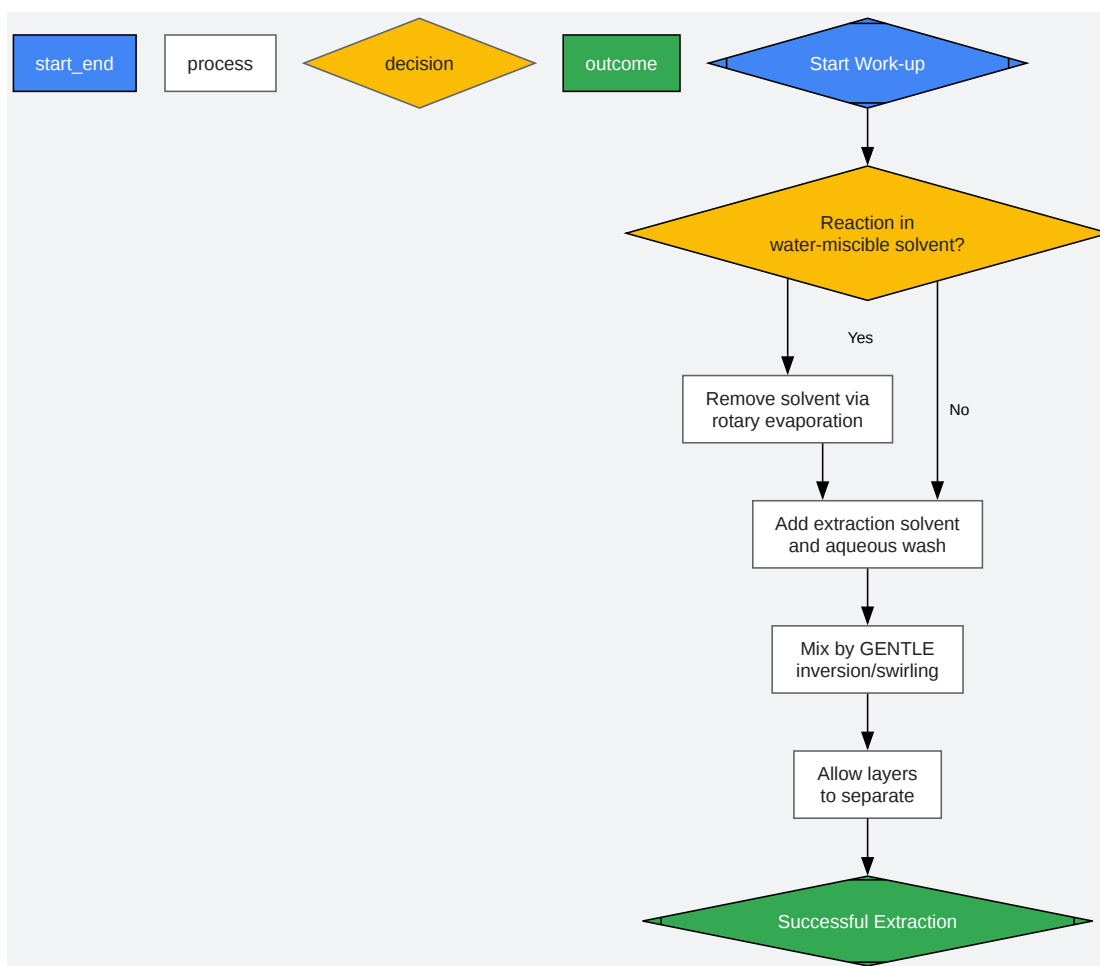 start_end
process
decision
outcome
Start Work-up
Reaction in
water-miscible solvent?
Yes
Remove solvent via
rotary evaporation
No
Add extraction solvent
and aqueous wash
Mix by GENTLE
inversion/swirling
Allow layers
to separate
Successful Extraction